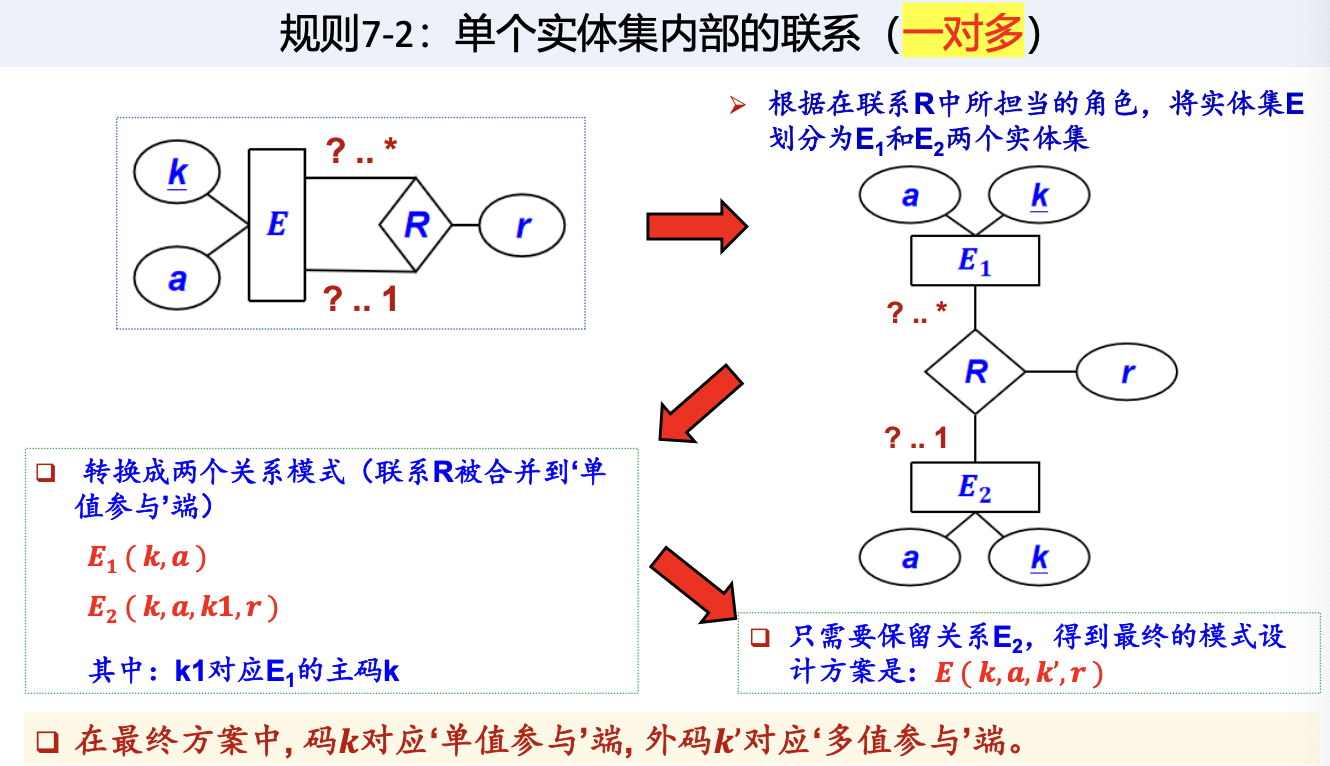 规则7-2：单个实体集内部的联系（一对多）
➢ 根据在联系R中所担当的角色，将实体集E
划分为E₁和E₂两个实体集
k
a
E
? .. *
R
r
? .. 1
a
k
E₁
? .. *
R
r
? .. 1
E₂
a
k
❑ 转换成两个关系模式（联系R被合并到‘单
值参与’端）
E₁ ( k, a )
E₂ ( k, a, k1, r )
其中：k1对应E₁的主码k
❑ 只需要保留关系E₂，得到最终的模式设
计方案是：E ( k, a, k′, r )
❑ 在最终方案中, 码k对应‘单值参与’端, 外码k′对应‘多值参与’端。